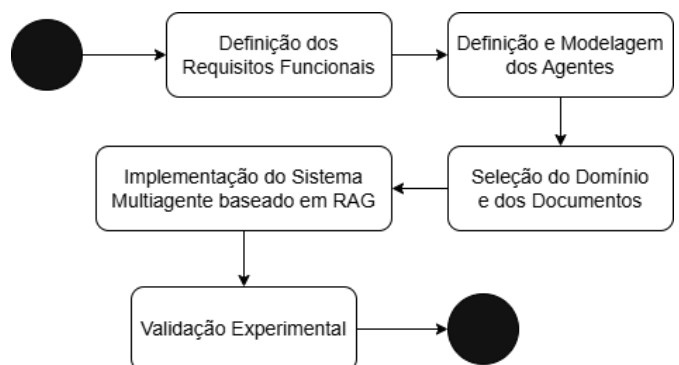 Definição dos
Requisitos Funcionais
Definição e Modelagem
dos Agentes
Seleção do Domínio
e dos Documentos
Implementação do Sistema
Multiagente baseado em RAG
Validação Experimental